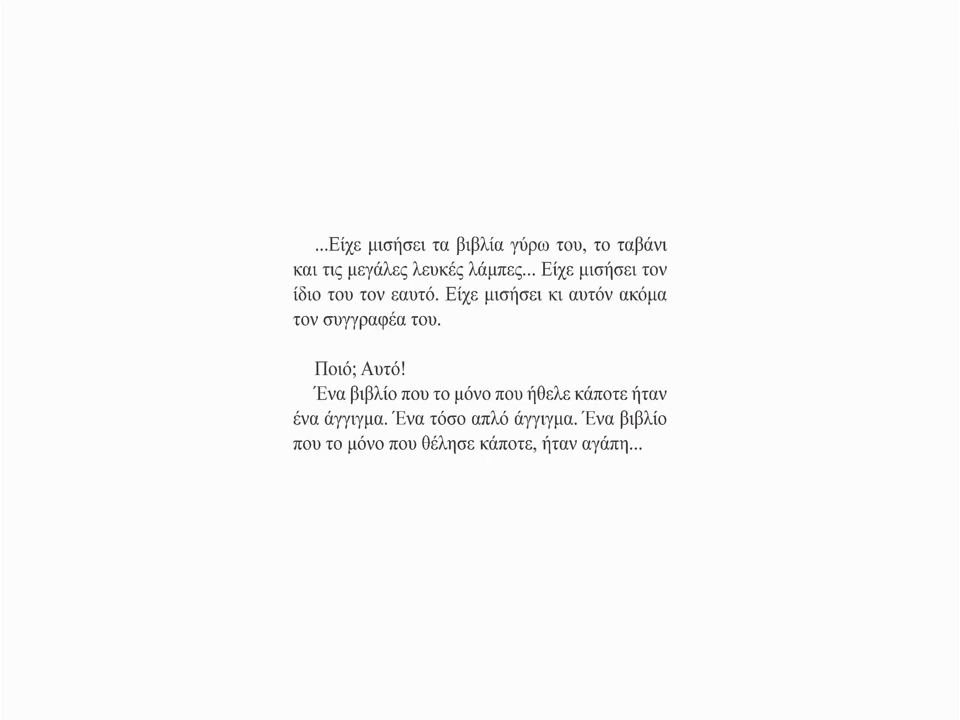 ...Είχε μισήσει τα βιβλία γύρω του, το ταβάνι
και τις μεγάλες λευκές λάμπες... Είχε μισήσει τον
ίδιο του τον εαυτό. Είχε μισήσει κι αυτόν ακόμα
τον συγγραφέα του.
Ποιό; Αυτό!
Ένα βιβλίο που το μόνο που ήθελε κάποτε ήταν
ένα άγγιγμα. Ένα τόσο απλό άγγιγμα. Ένα βιβλίο
που το μόνο που θέλησε κάποτε, ήταν αγάπη...